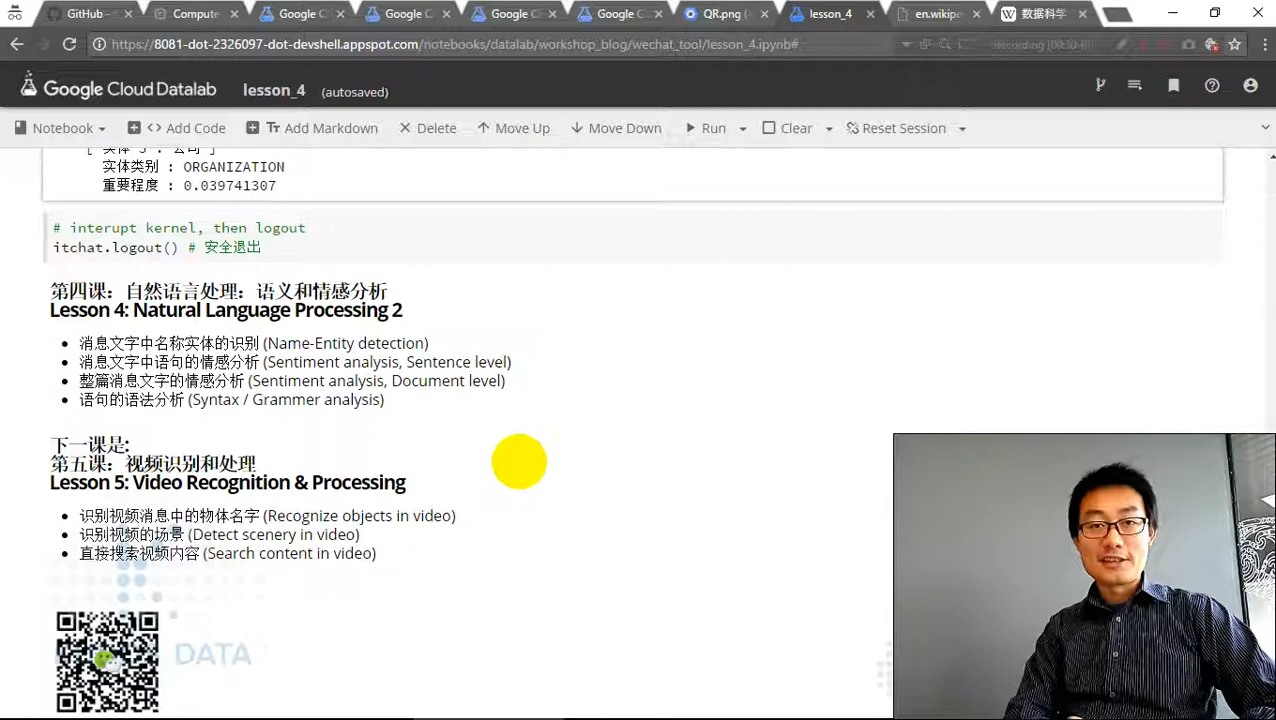 GitHub –
Compute
Google C
Google C
Google C
Google C
QR.png (
lesson_4
en.wikipe
数据科学
https://8081-dot-2326097-dot-devshell.appspot.com/notebooks/datalab/workshop_blog/wechat_tool/lesson_4.ipynb#
Google Cloud Datalab
lesson_4
(autosaved)
Notebook
<> Add Code
Add Markdown
Delete
Move Up
Move Down
Run
Clear
Reset Session
实体类别 : ORGANIZATION
重要程度 : 0.039741307
# interupt kernel, then logout
itchat.logout() # 安全退出
第四课：自然语言处理：语义和情感分析
Lesson 4: Natural Language Processing 2
消息文字中名称实体的识别 (Name-Entity detection)
消息文字中语句的情感分析 (Sentiment analysis, Sentence level)
整篇消息文字的情感分析 (Sentiment analysis, Document level)
语句的语法分析 (Syntax / Grammer analysis)
下一课是:
第五课：视频识别和处理
Lesson 5: Video Recognition & Processing
识别视频消息中的物体名字 (Recognize objects in video)
识别视频的场景 (Detect scenery in video)
直接搜索视频内容 (Search content in video)
DATA